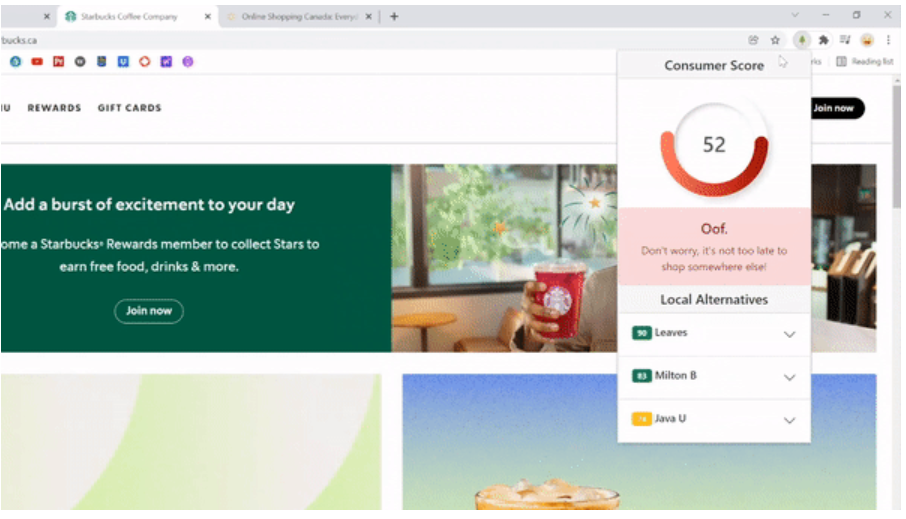 Starbucks Coffee Company
Online Shopping Canada: Every
bucks.ca
rks
Reading list
NU REWARDS GIFT CARDS
Join now
Add a burst of excitement to your day
ome a Starbucks® Rewards member to collect Stars to
earn free food, drinks & more.
Join now
Consumer Score
52
Oof.
Don't worry, it's not too late to
shop somewhere else!
Local Alternatives
90 Leaves
83 Milton B
Java U